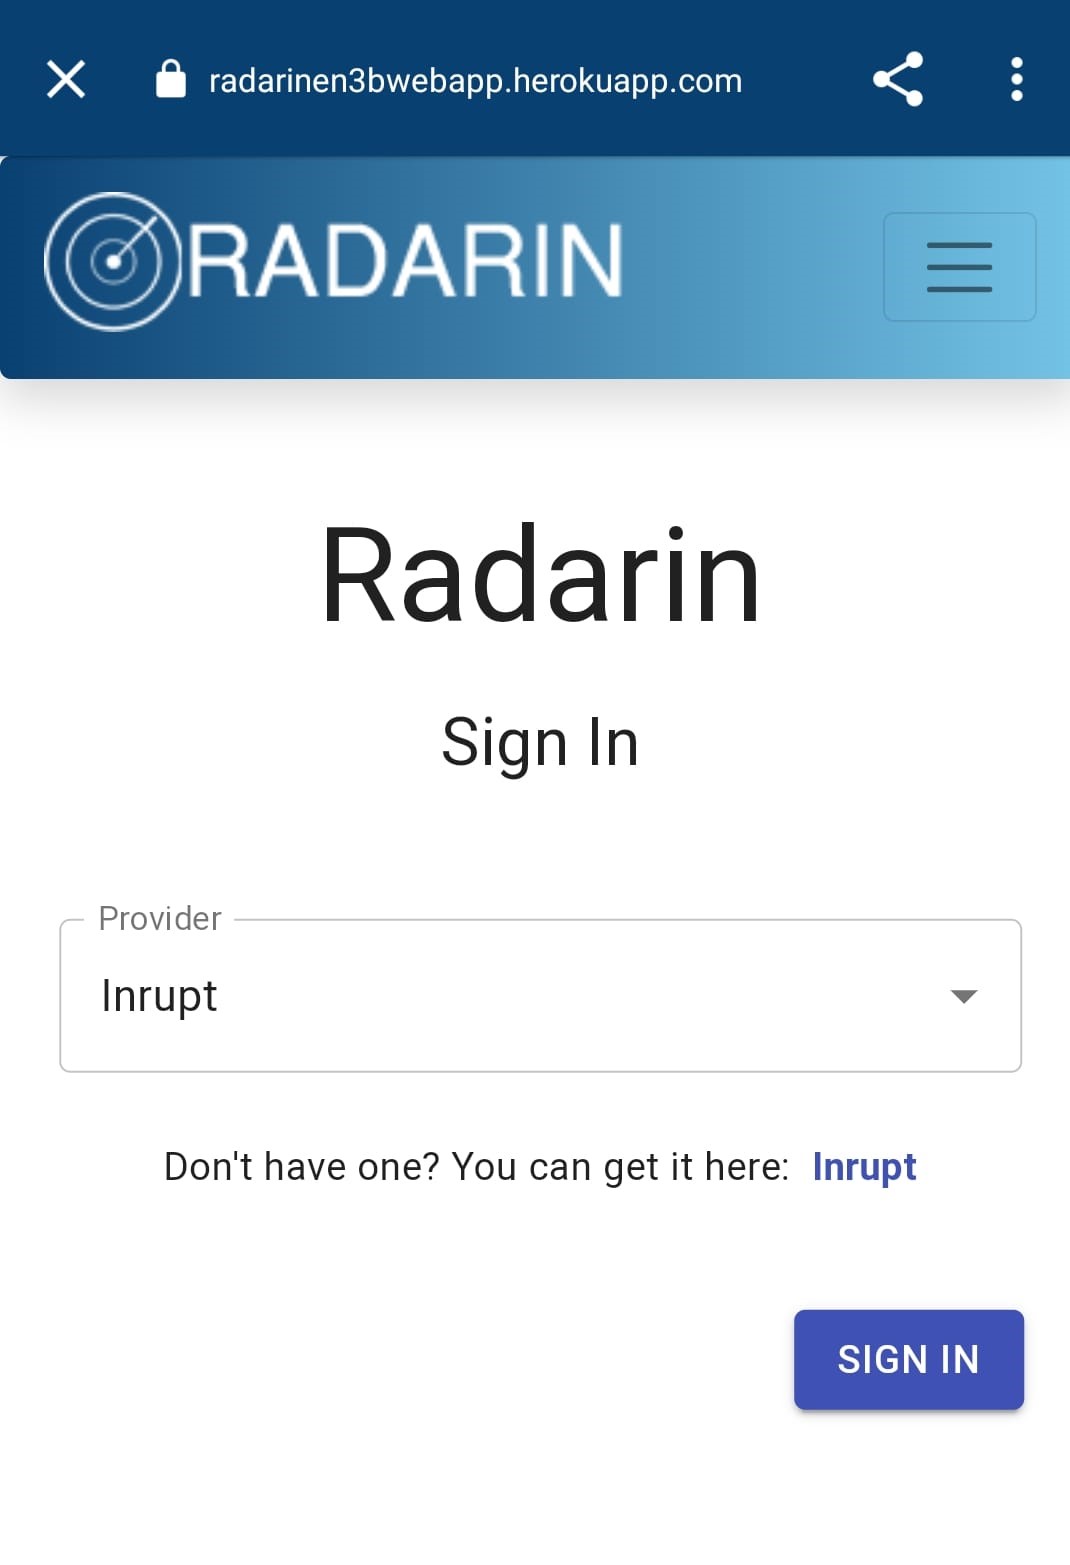 radarinen3bwebapp.herokuapp.com
RADARIN
Radarin
Sign In
Provider
Inrupt
Don't have one? You can get it here: Inrupt
SIGN IN